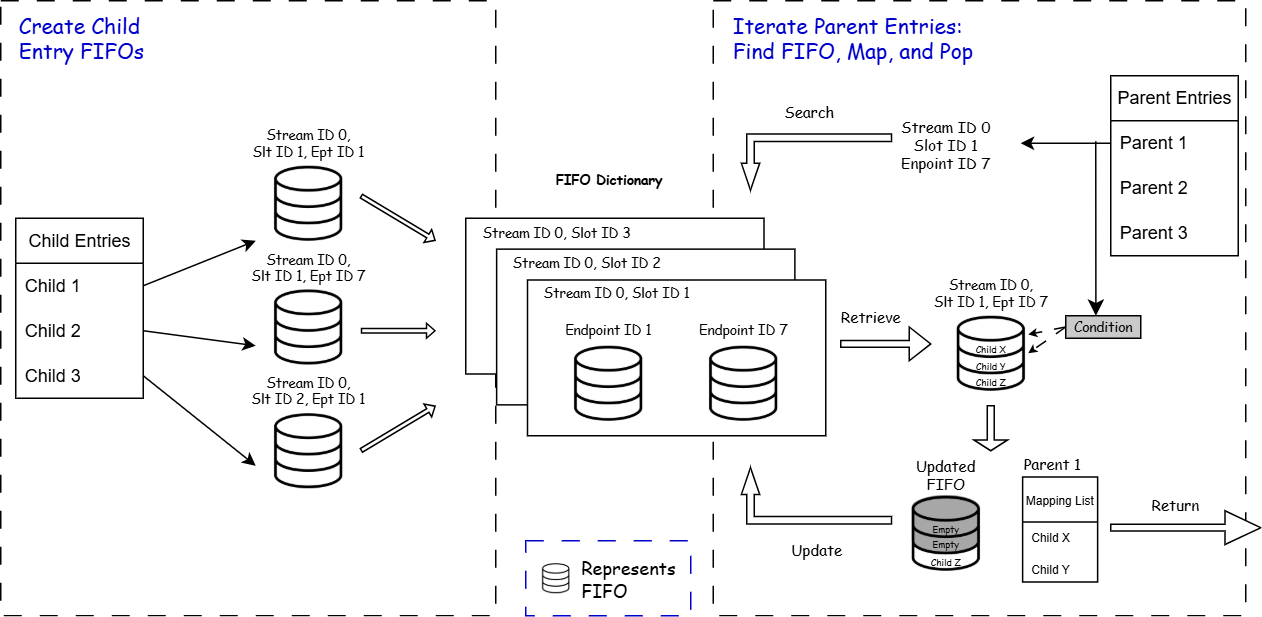 Create Child
Entry FIFOs
Stream ID 0,
Slt ID 1, Ept ID 1
Child Entries
Child 1
Child 2
Child 3
Stream ID 0,
Slt ID 1, Ept ID 7
Stream ID 0,
Slt ID 2, Ept ID 1
FIFO Dictionary
Stream ID 0, Slot ID 3
Stream ID 0, Slot ID 2
Stream ID 0, Slot ID 1
Endpoint ID 1
Endpoint ID 7
Represents
FIFO
Iterate Parent Entries:
Find FIFO, Map, and Pop
Search
Stream ID 0
Slot ID 1
Enpoint ID 7
Parent Entries
Parent 1
Parent 2
Parent 3
Retrieve
Stream ID 0,
Slt ID 1, Ept ID 7
Child X
Child Y
Child Z
Condition
Updated
FIFO
Empty
Empty
Child Z
Update
Parent 1
Mapping List
Child X
Child Y
Return